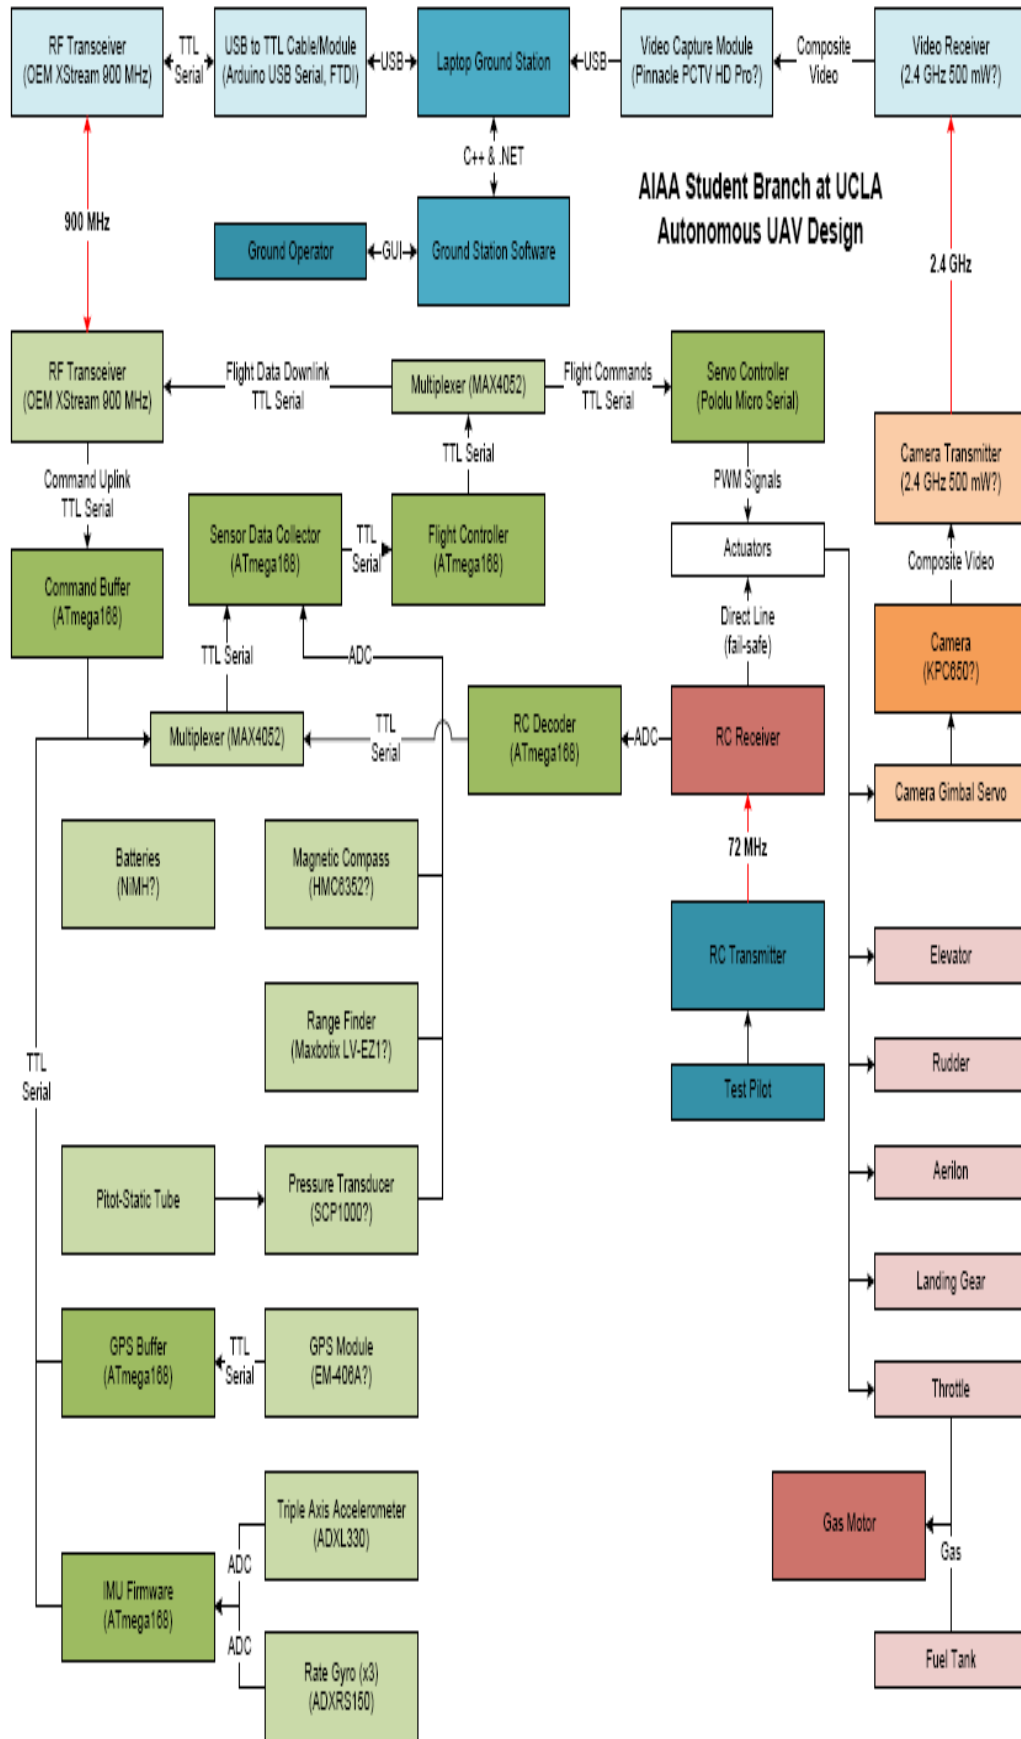 RF Transceiver
(OEM XStream 900 MHz)
TTL
Serial
USB to TTL Cable/Module
(Arduino USB Serial, FTDI)
USB
Laptop Ground Station
USB
Video Capture Module
(Pinnacle PCTV HD Pro?)
Composite
Video
Video Receiver
(2.4 GHz 500 mW?)
C++ & .NET
AIAA Student Branch at UCLA
Autonomous UAV Design
900 MHz
Ground Operator
GUI
Ground Station Software
2.4 GHz
RF Transceiver
(OEM XStream 900 MHz)
Flight Data Downlink
TTL Serial
Multiplexer (MAX4052)
Flight Commands
TTL Serial
Servo Controller
(Pololu Micro Serial)
Camera Transmitter
(2.4 GHz 500 mW?)
Command Uplink
TTL Serial
TTL Serial
PWM Signals
Sensor Data Collector
(ATmega168)
TTL
Serial
Flight Controller
(ATmega168)
Actuators
Composite Video
Command Buffer
(ATmega168)
Direct Line
(fail-safe)
Camera
(KPC650?)
TTL Serial
ADC
Multiplexer (MAX4052)
TTL
Serial
RC Decoder
(ATmega168)
ADC
RC Receiver
Camera Gimbal Servo
72 MHz
Batteries
(NiMH?)
Magnetic Compass
(HMC6352?)
RC Transmitter
Elevator
Range Finder
(Maxbotix LV-EZ1?)
TTL
Serial
Test Pilot
Rudder
Pitot-Static Tube
Pressure Transducer
(SCP1000?)
Aerilon
Landing Gear
GPS Buffer
(ATmega168)
TTL
Serial
GPS Module
(EM-406A?)
Throttle
Triple Axis Accelerometer
(ADXL330)
Gas Motor
Gas
ADC
IMU Firmware
(ATmega168)
ADC
Rate Gyro (x3)
(ADXRS150)
Fuel Tank